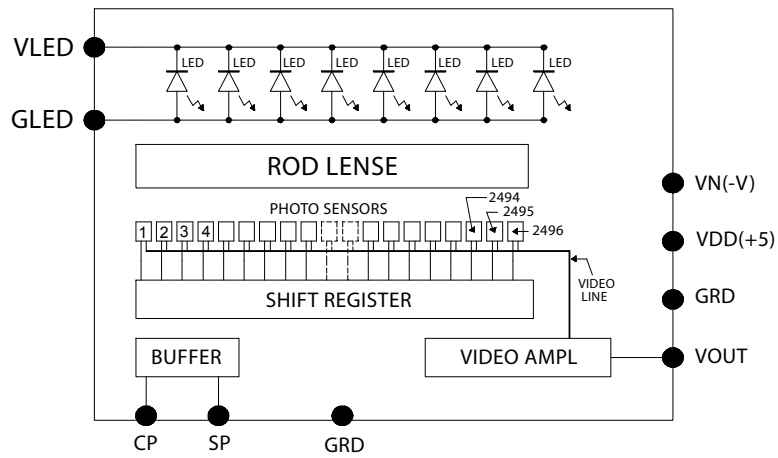 VLED
LED LED LED LED LED LED LED LED
GLED
ROD LENSE
2494
PHOTO SENSORS
2495
1 2 3 4
2496
VIDEO
LINE
SHIFT REGISTER
BUFFER
VIDEO AMPL
VN(-V)
VDD(+5)
GRD
VOUT
CP SP GRD